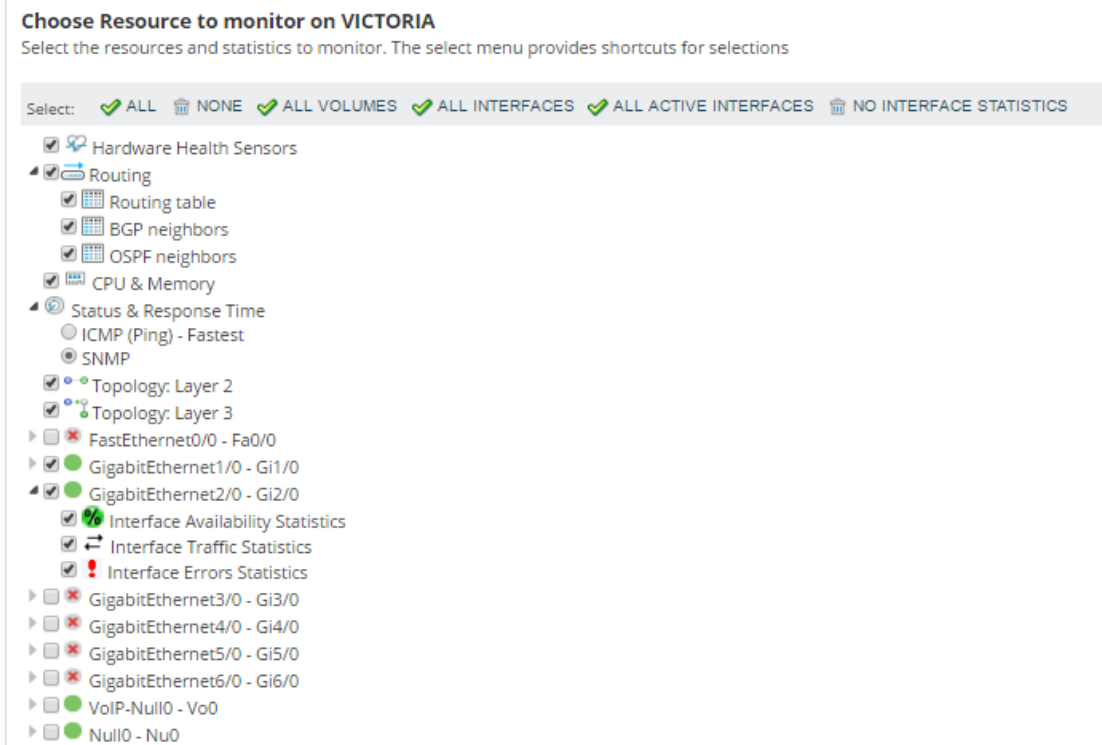 Choose Resource to monitor on VICTORIA
Select the resources and statistics to monitor. The select menu provides shortcuts for selections
Select: ALL NONE ALL VOLUMES ALL INTERFACES ALL ACTIVE INTERFACES NO INTERFACE STATISTICS
Hardware Health Sensors
Routing
Routing table
BGP neighbors
OSPF neighbors
CPU & Memory
Status & Response Time
ICMP (Ping) - Fastest
SNMP
Topology: Layer 2
Topology: Layer 3
FastEthernet0/0 - Fa0/0
GigabitEthernet1/0 - Gi1/0
GigabitEthernet2/0 - Gi2/0
Interface Availability Statistics
Interface Traffic Statistics
Interface Errors Statistics
GigabitEthernet3/0 - Gi3/0
GigabitEthernet4/0 - Gi4/0
GigabitEthernet5/0 - Gi5/0
GigabitEthernet6/0 - Gi6/0
VoIP-Null0 - Vo0
Null0 - Nu0